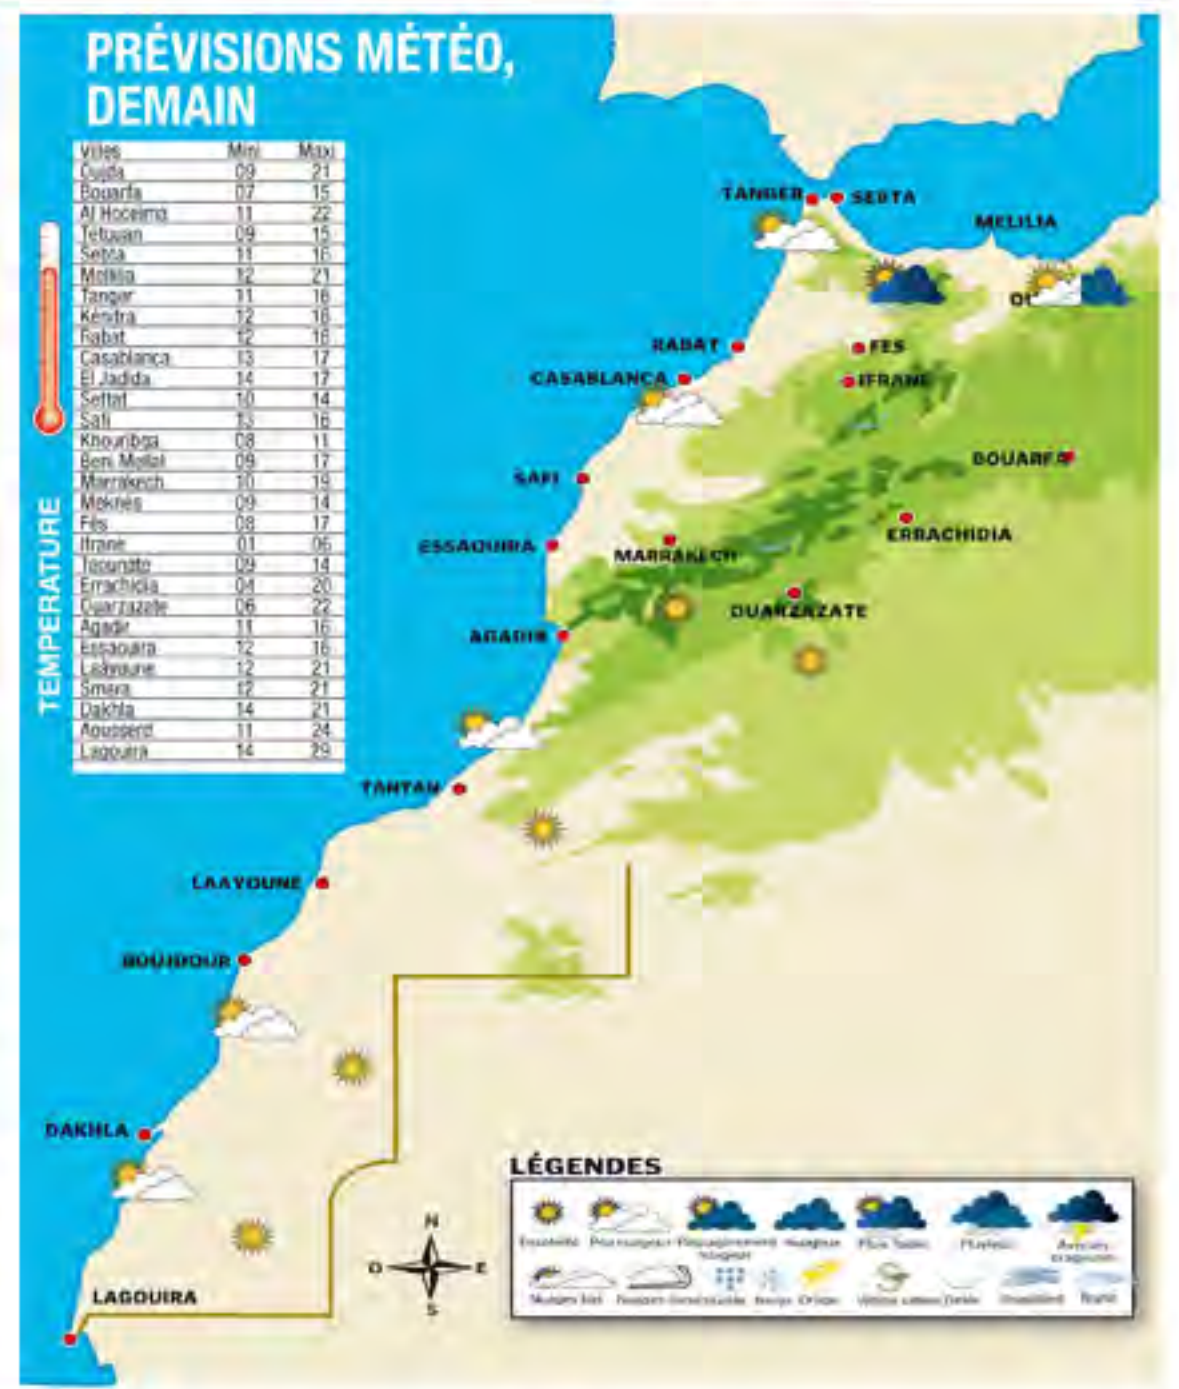 PRÉVISIONS MÉTÉO,
DEMAIN
Villes Mini Maxi
Oujda 09 21
Bouarfa 07 15
Al Hoceima 11 22
Tétouan 09 15
Sebta 11 16
Melilia 12 21
Tanger 11 16
Kénitra 12 18
Rabat 12 16
Casablanca 13 17
El Jadida 14 17
Settat 10 14
Safi 13 16
Khouribga 08 11
Beni Mellal 09 17
Marrakech 10 19
Meknès 09 14
Fès 08 17
Ifrane 01 06
Taounate 09 14
Errachidia 04 20
Ouarzazate 06 22
Agadir 11 16
Essaouira 12 16
Laâyoune 12 21
Smara 12 21
Dakhla 14 21
Aousserd 11 24
Lagouira 14 29
TEMPERATURE
TANGER SEBTA
MELILIA
RABAT FES
CASABLANCA IFRANE
BOUARFA
SAFI
ERRACHIDIA
ESSAOUIRA MARRAKECH
OUARZAZATE
AGADIR
TANTAN
LAAYOUNE
BOUJDOUR
DAKHLA
LAGOUIRA
N
O E
S
LÉGENDES